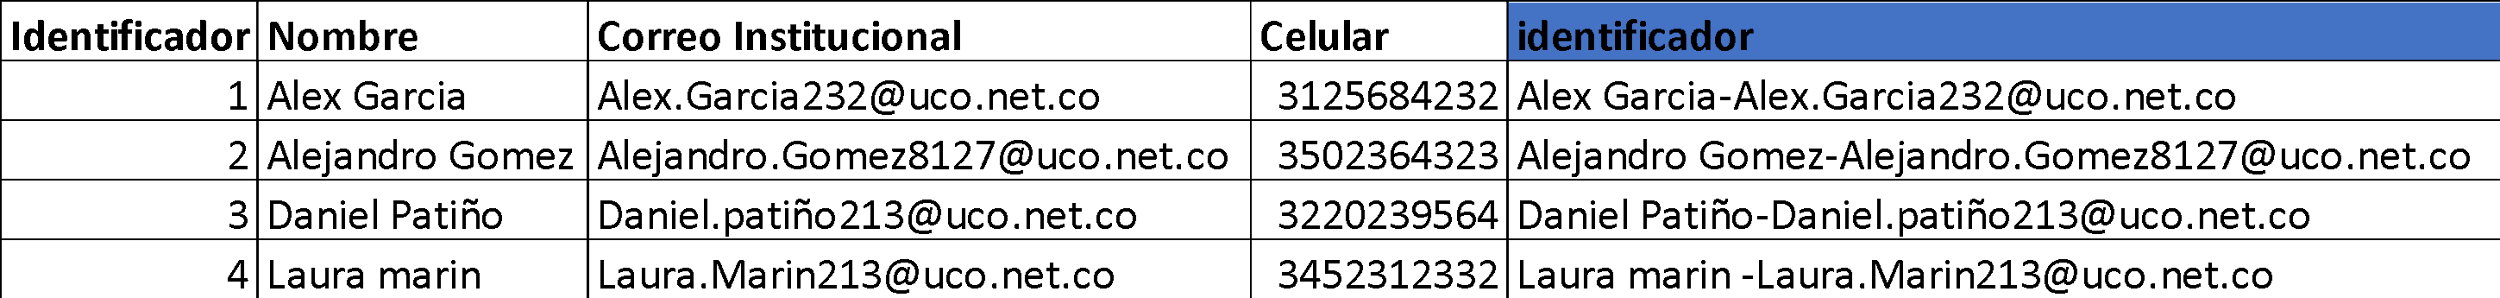 Identificador Nombre Correo Institucional Celular identificador
1 Alex Garcia Alex.Garcia232@uco.net.co 3125684232 Alex Garcia-Alex.Garcia232@uco.net.co
2 Alejandro Gomez Alejandro.Gomez8127@uco.net.co 3502364323 Alejandro Gomez-Alejandro.Gomez8127@uco.net.co
3 Daniel Patiño Daniel.patiño213@uco.net.co 3220239564 Daniel Patiño-Daniel.patiño213@uco.net.co
4 Laura marin Laura.Marin213@uco.net.co 3452312332 Laura marin -Laura.Marin213@uco.net.co